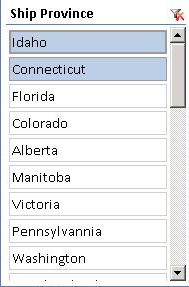 Ship Province
Idaho
Connecticut
Florida
Colorado
Alberta
Manitoba
Victoria
Pennsylvannia
Washington